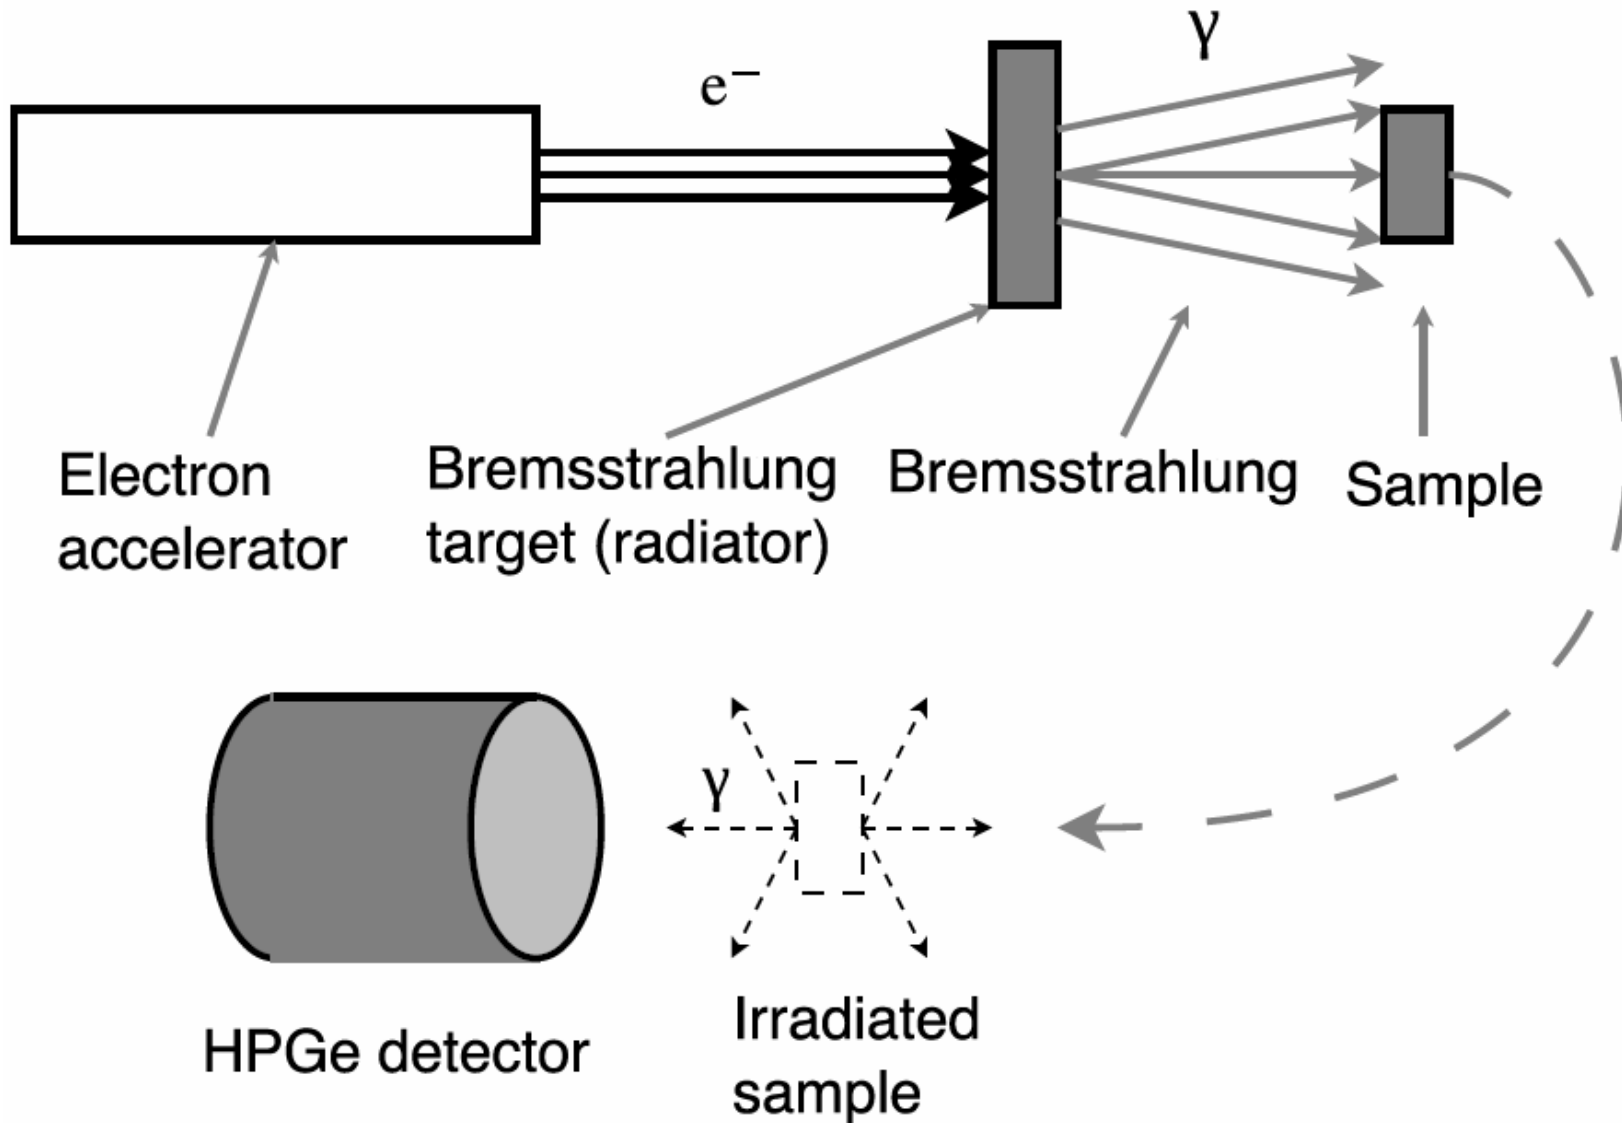 γ
e⁻
Electron
accelerator
Bremsstrahlung
target (radiator)
Bremsstrahlung
Sample
γ
HPGe detector
Irradiated
sample